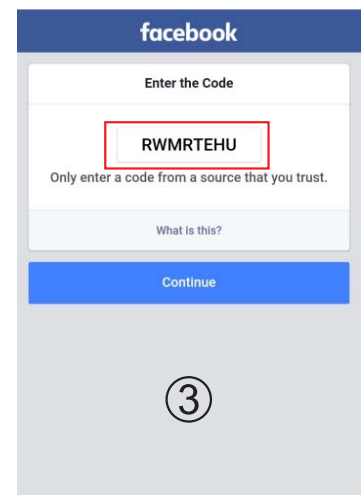 facebook
Enter the Code
RWMRTEHU
Only enter a code from a source that you trust.
What is this?
Continue
③